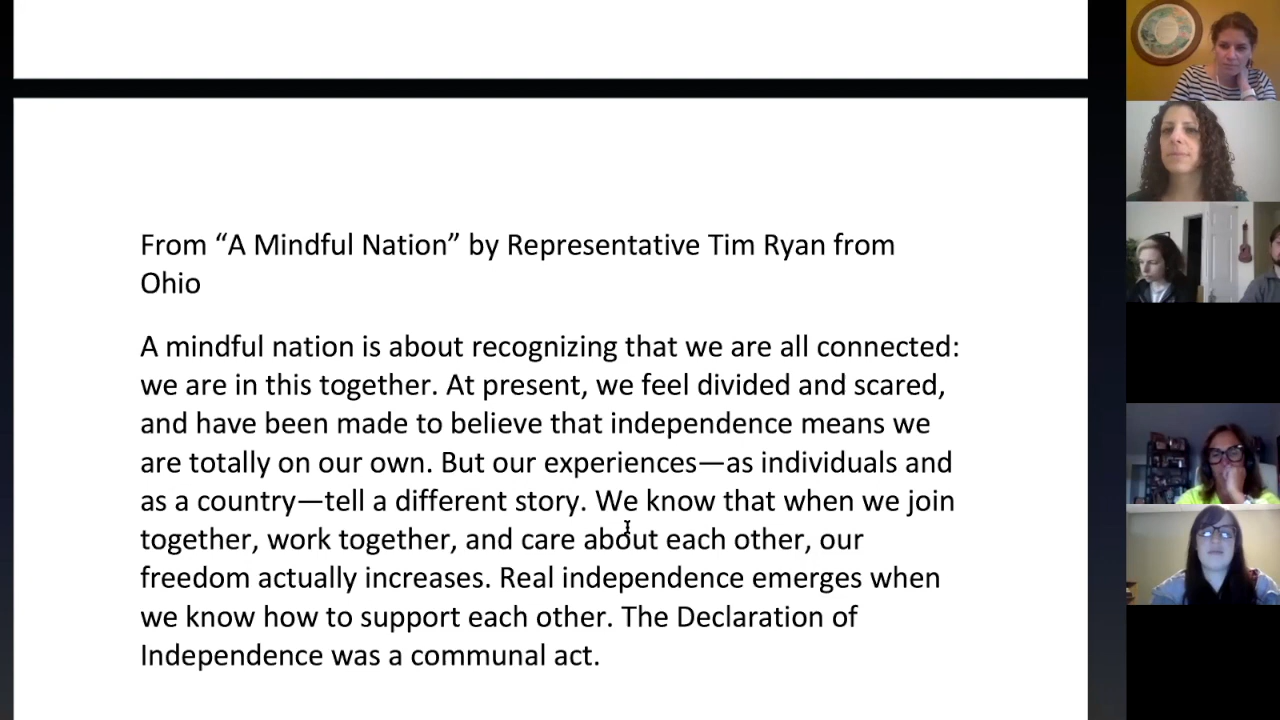 From “A Mindful Nation” by Representative Tim Ryan from
Ohio
A mindful nation is about recognizing that we are all connected:
we are in this together. At present, we feel divided and scared,
and have been made to believe that independence means we
are totally on our own. But our experiences—as individuals and
as a country—tell a different story. We know that when we join
together, work together, and care about each other, our
freedom actually increases. Real independence emerges when
we know how to support each other. The Declaration of
Independence was a communal act.